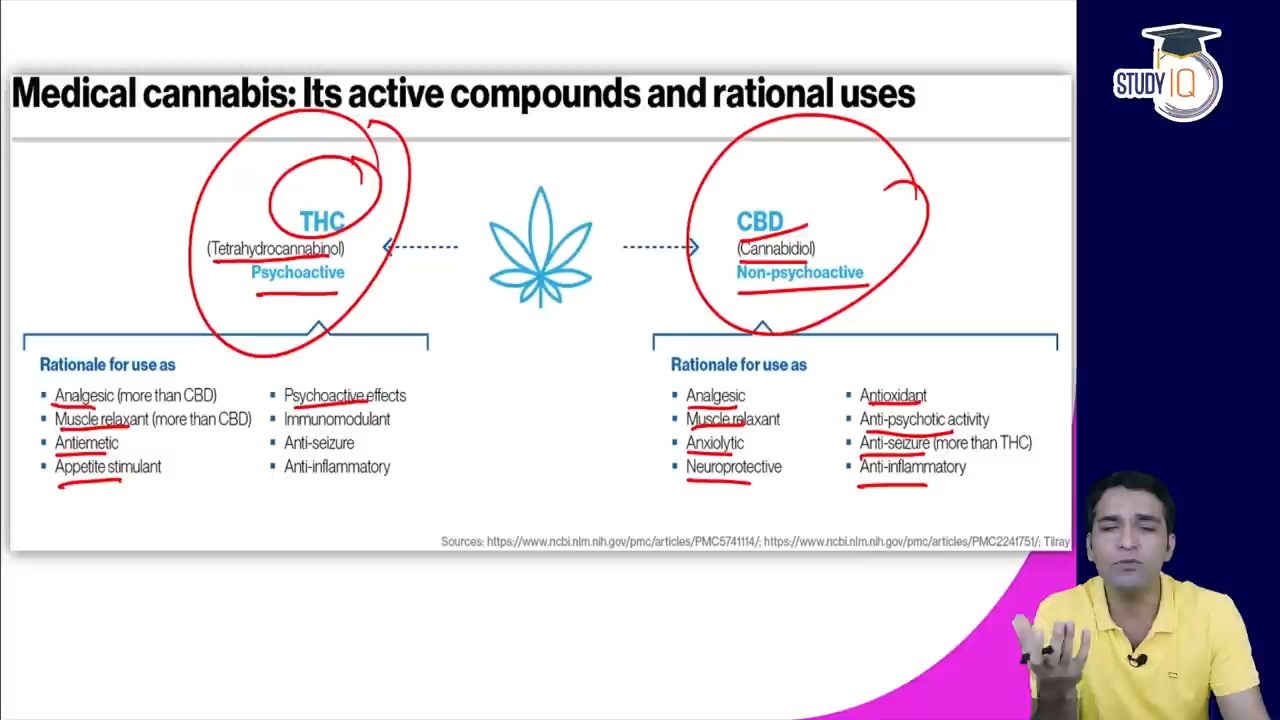 Medical cannabis: Its active compounds and rational uses
STUDY IQ
THC
(Tetrahydrocannabinol)
Psychoactive
CBD
(Cannabidiol)
Non-psychoactive
Rationale for use as
▪ Analgesic (more than CBD)
▪ Muscle relaxant (more than CBD)
▪ Antiemetic
▪ Appetite stimulant
▪ Psychoactive effects
▪ Immunomodulant
▪ Anti-seizure
▪ Anti-inflammatory
Rationale for use as
▪ Analgesic
▪ Muscle relaxant
▪ Anxiolytic
▪ Neuroprotective
▪ Antioxidant
▪ Anti-psychotic activity
▪ Anti-seizure (more than THC)
▪ Anti-inflammatory
Sources: https://www.ncbi.nlm.nih.gov/pmc/articles/PMC5741114/; https://www.ncbi.nlm.nih.gov/pmc/articles/PMC2241751/; Tilray